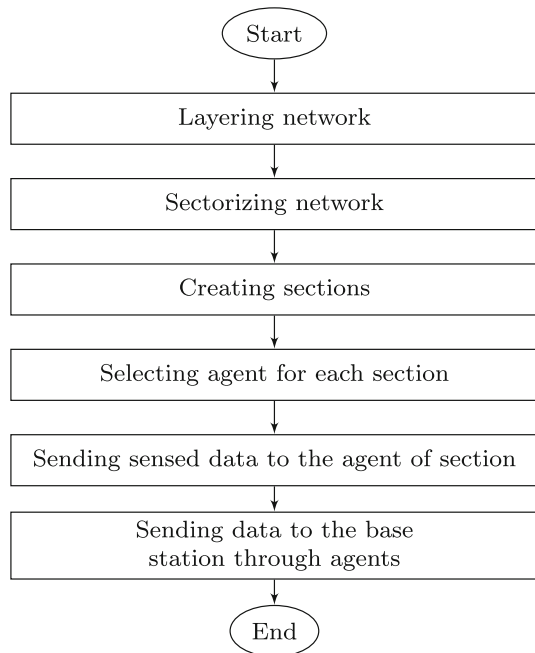 Start
Layering network
Sectorizing network
Creating sections
Selecting agent for each section
Sending sensed data to the agent of section
Sending data to the base
station through agents
End